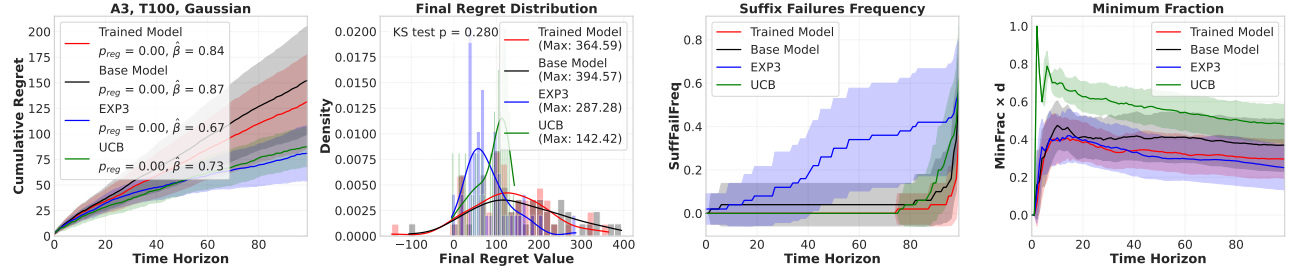 A3, T100, Gaussian
Cumulative Regret
200
175
150
125
100
75
50
25
0
20
40
60
80
Time Horizon
Trained Model
p_reg = 0.00, β̂ = 0.84
Base Model
p_reg = 0.00, β̂ = 0.87
EXP3
p_reg = 0.00, β̂ = 0.67
UCB
p_reg = 0.00, β̂ = 0.73
Final Regret Distribution
Density
0.0200
0.0175
0.0150
0.0125
0.0100
0.0075
0.0050
0.0025
0.0000
−100
0
100
200
300
400
Final Regret Value
KS test p = 0.280
Trained Model
(Max: 364.59)
Base Model
(Max: 394.57)
EXP3
(Max: 287.28)
UCB
(Max: 142.42)
Suffix Failures Frequency
SuffFailFreq
0.8
0.6
0.4
0.2
0.0
0
20
40
60
80
Time Horizon
Trained Model
Base Model
EXP3
UCB
Minimum Fraction
MinFrac × d
1.0
0.8
0.6
0.4
0.2
0.0
0
20
40
60
80
Time Horizon
Trained Model
Base Model
EXP3
UCB